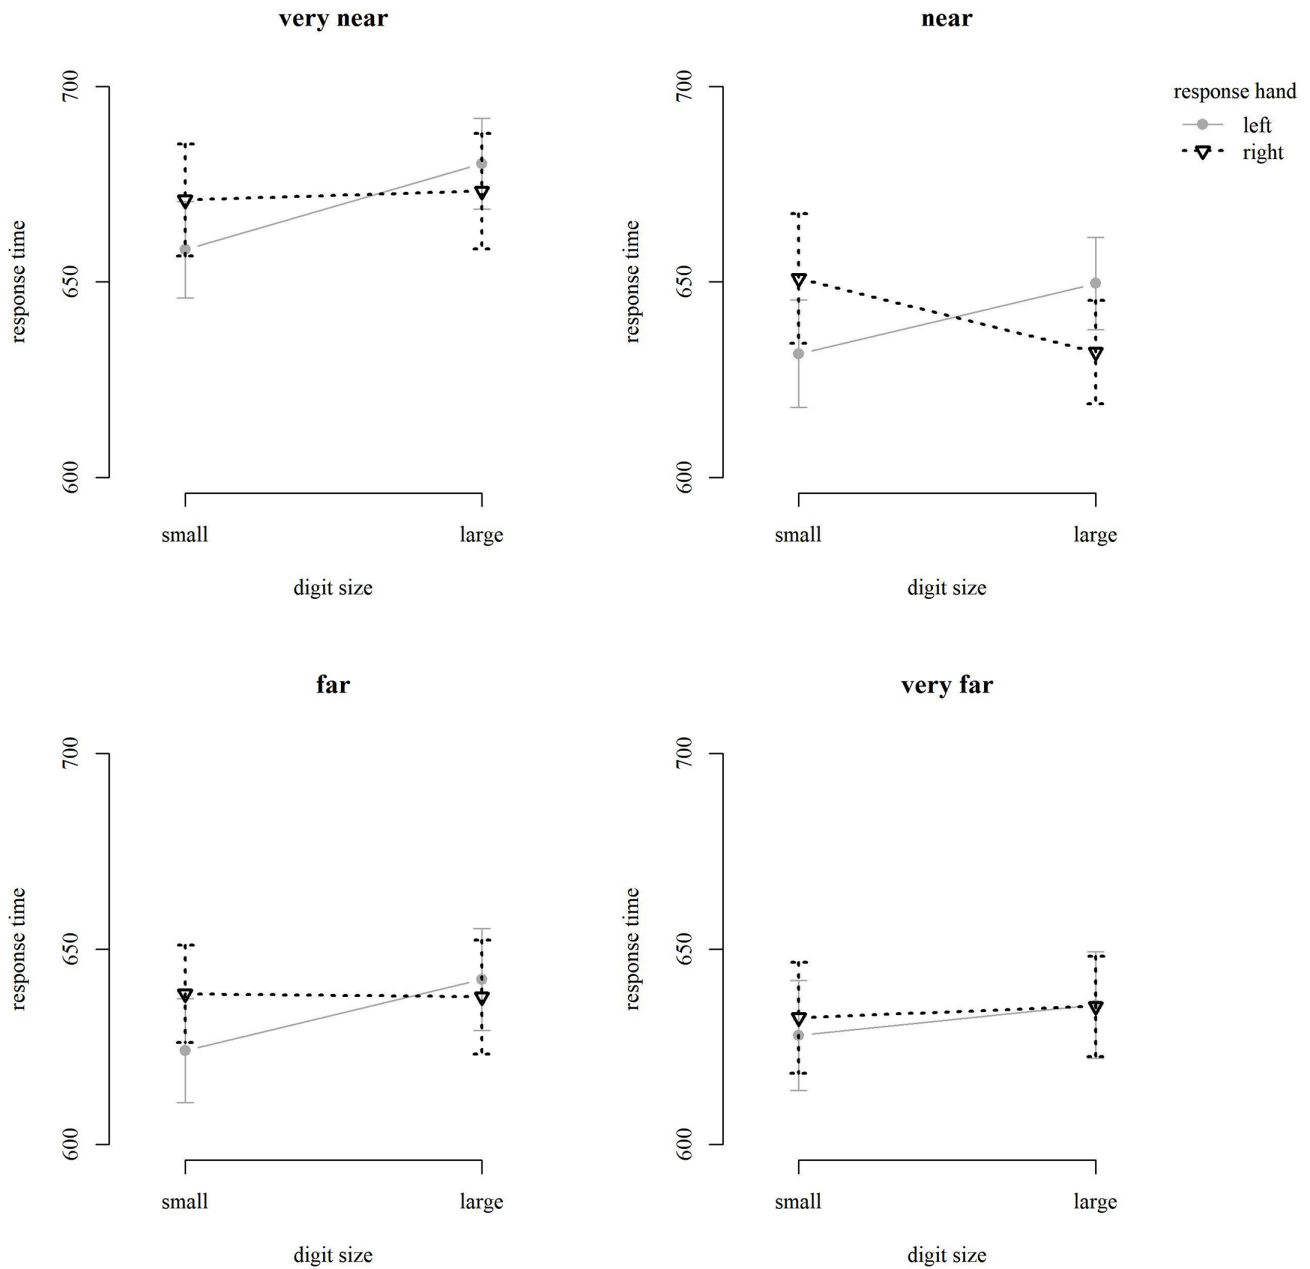 very near
700
650
600
response time
small
large
digit size
near
700
650
600
response time
small
large
digit size
response hand
left
right
far
700
650
600
response time
small
large
digit size
very far
700
650
600
response time
small
large
digit size